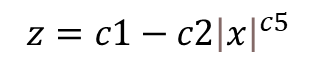 z = c1 − c2|x|^{c5}